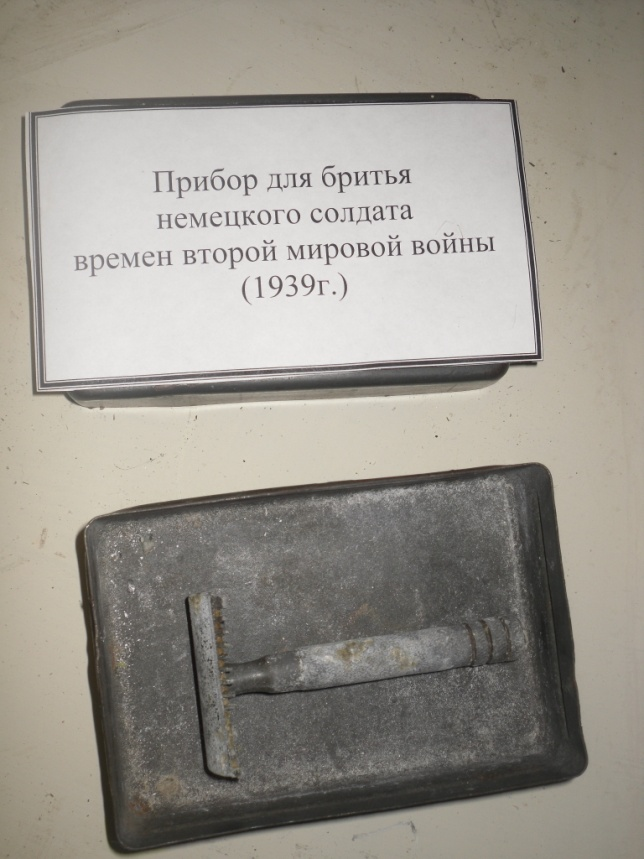 Прибор для бритья
немецкого солдата
времен второй мировой войны
(1939г.)